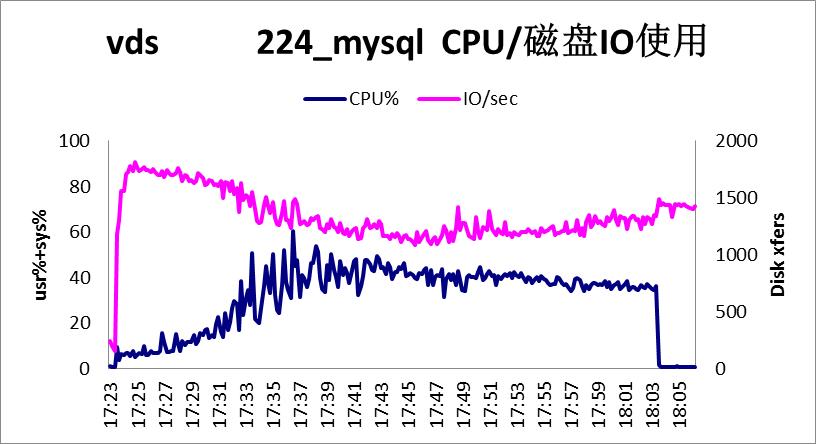 vds 224_mysql CPU/磁盘IO使用
CPU% IO/sec
usr%+sys%
100
80
60
40
20
0
2000
1500
1000
500
0
Disk xfers
17:23 17:25 17:27 17:29 17:31 17:33 17:35 17:37 17:39 17:41 17:43 17:45 17:47 17:49 17:51 17:53 17:55 17:57 17:59 18:01 18:03 18:05